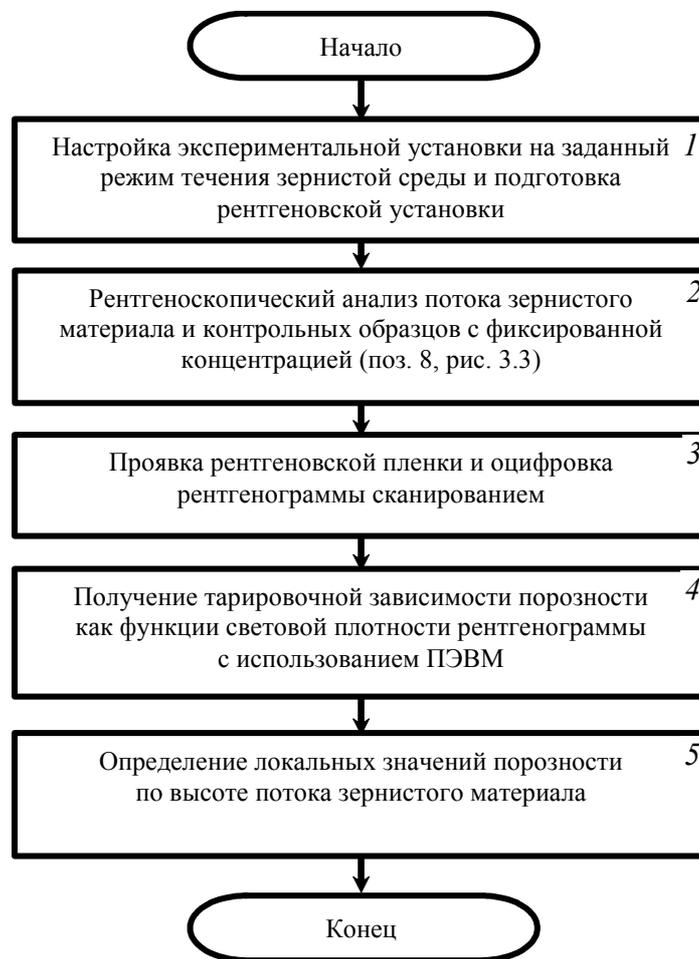 Начало
1
Настройка экспериментальной установки на заданный
режим течения зернистой среды и подготовка
рентгеновской установки
2
Рентгеноскопический анализ потока зернистого
материала и контрольных образцов с фиксированной
концентрацией (поз. 8, рис. 3.3)
3
Проявка рентгеновской пленки и оцифровка
рентгенограммы сканированием
4
Получение тарировочной зависимости порозности
как функции световой плотности рентгенограммы
с использованием ПЭВМ
5
Определение локальных значений порозности
по высоте потока зернистого материала
Конец